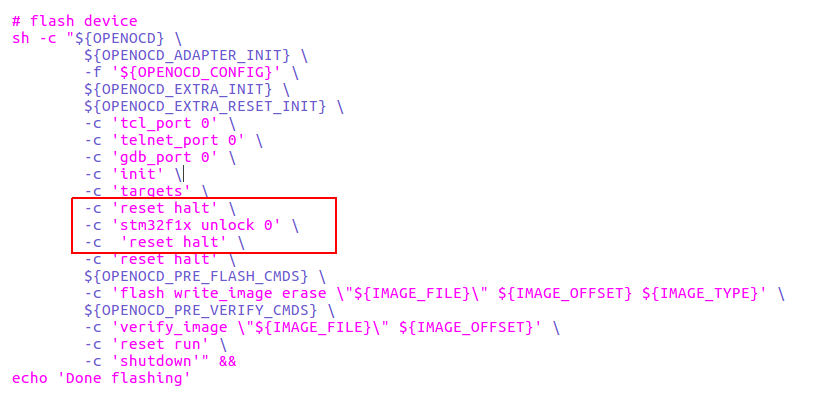 # flash device
sh -c "${OPENOCD} \
${OPENOCD_ADAPTER_INIT} \
-f '${OPENOCD_CONFIG}' \
${OPENOCD_EXTRA_INIT} \
${OPENOCD_EXTRA_RESET_INIT} \
-c 'tcl_port 0' \
-c 'telnet_port 0' \
-c 'gdb_port 0' \
-c 'init' \
-c 'targets' \
-c 'reset halt' \
-c 'stm32f1x unlock 0' \
-c  'reset halt' \
-c 'reset halt' \
${OPENOCD_PRE_FLASH_CMDS} \
-c 'flash write_image erase \"${IMAGE_FILE}\" ${IMAGE_OFFSET} ${IMAGE_TYPE}' \
${OPENOCD_PRE_VERIFY_CMDS} \
-c 'verify_image \"${IMAGE_FILE}\" ${IMAGE_OFFSET}' \
-c 'reset run' \
-c 'shutdown'" &&
echo 'Done flashing'